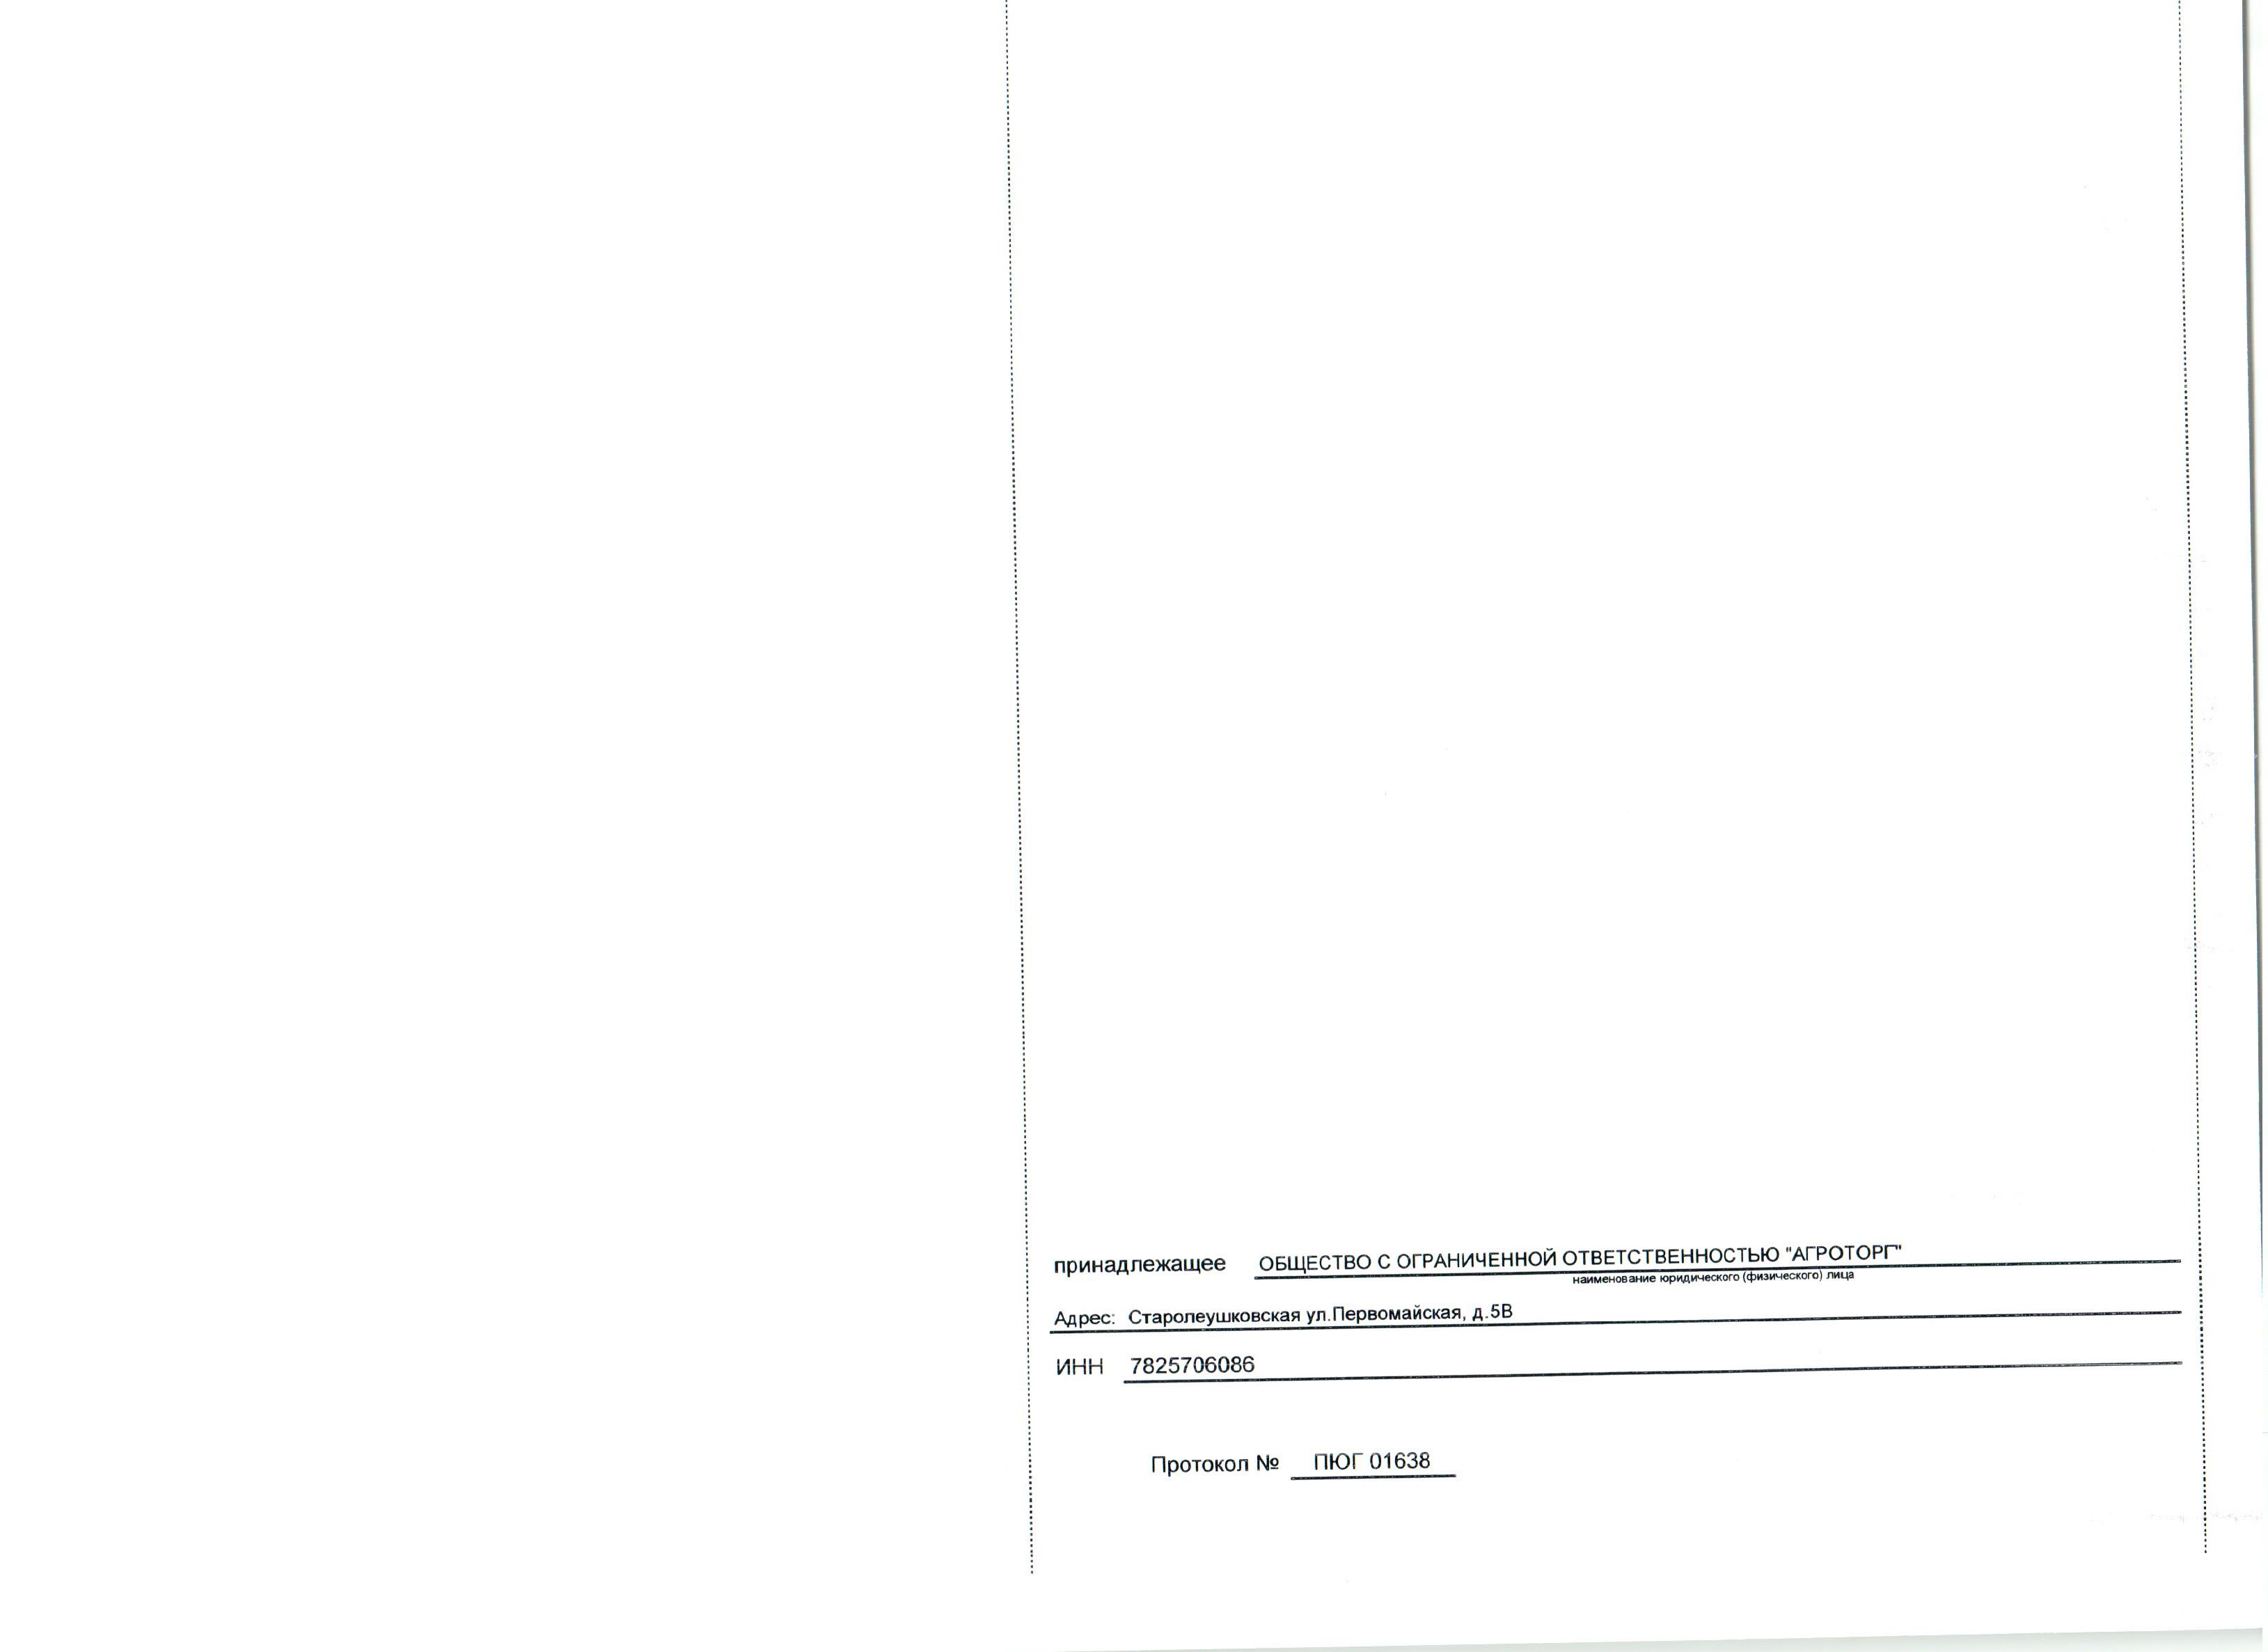 принадлежащее ОБЩЕСТВО С ОГРАНИЧЕННОЙ ОТВЕТСТВЕННОСТЬЮ "АГРОТОРГ"
наименование юридического (физического) лица
Адрес: Старолеушковская ул.Первомайская, д.5В
ИНН 7825706086
Протокол № ПЮГ 01638